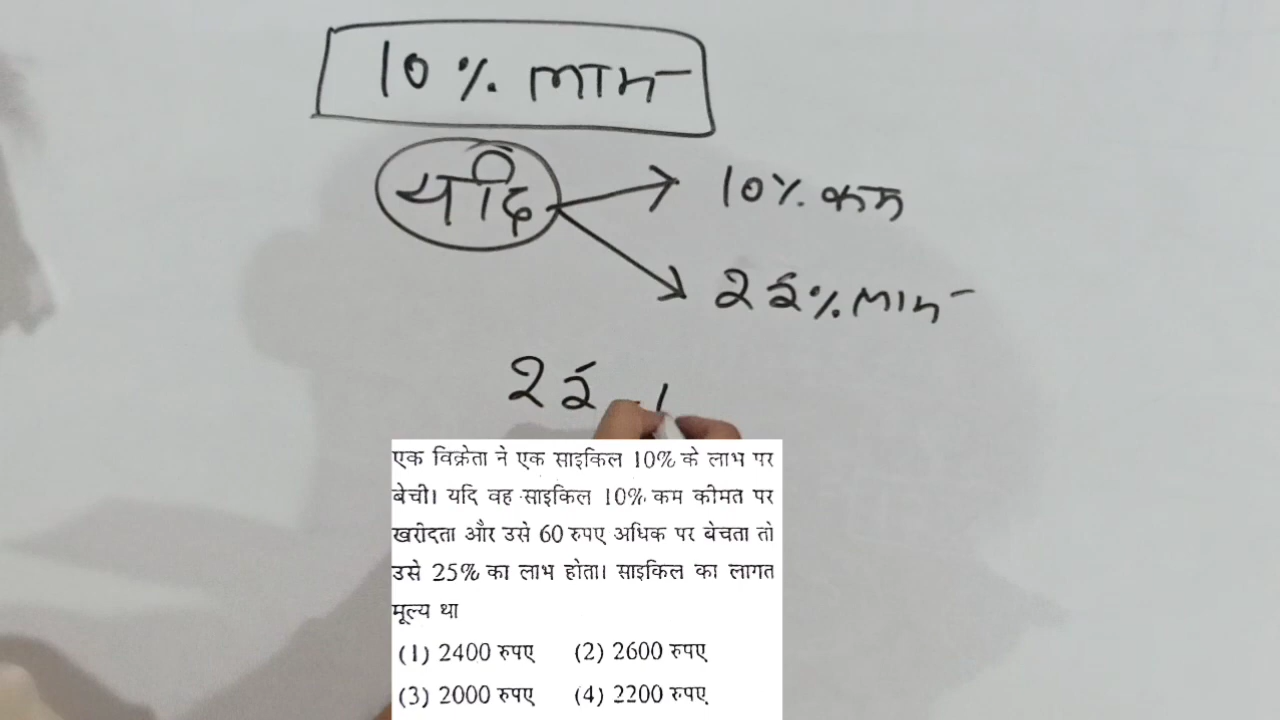 10% लाभ
यदि
10% कम
25% लाभ
25 - 1
एक विक्रेता ने एक साइकिल 10% के लाभ पर
बेची। यदि वह साइकिल 10% कम कीमत पर
खरीदता और उसे 60 रुपए अधिक पर बेचता तो
उसे 25% का लाभ होता। साइकिल का लागत
मूल्य था
(1) 2400 रुपए (2) 2600 रुपए
(3) 2000 रुपए (4) 2200 रुपए